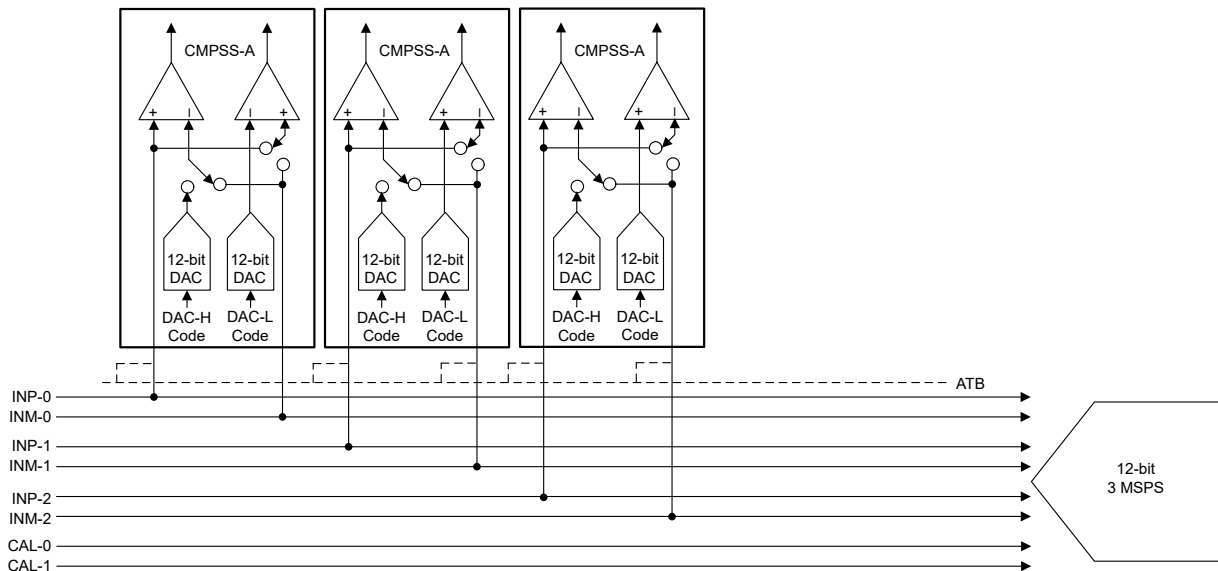 CMPSS-A CMPSS-A CMPSS-A
+ – – + + – + – + – + –
12-bit DAC 12-bit DAC 12-bit DAC 12-bit DAC 12-bit DAC 12-bit DAC
DAC-H Code DAC-L Code DAC-H Code DAC-L Code DAC-H Code DAC-L Code
ATB
INP-0
INM-0
INP-1
INM-1
INP-2
INM-2
CAL-0
CAL-1
12-bit
3 MSPS